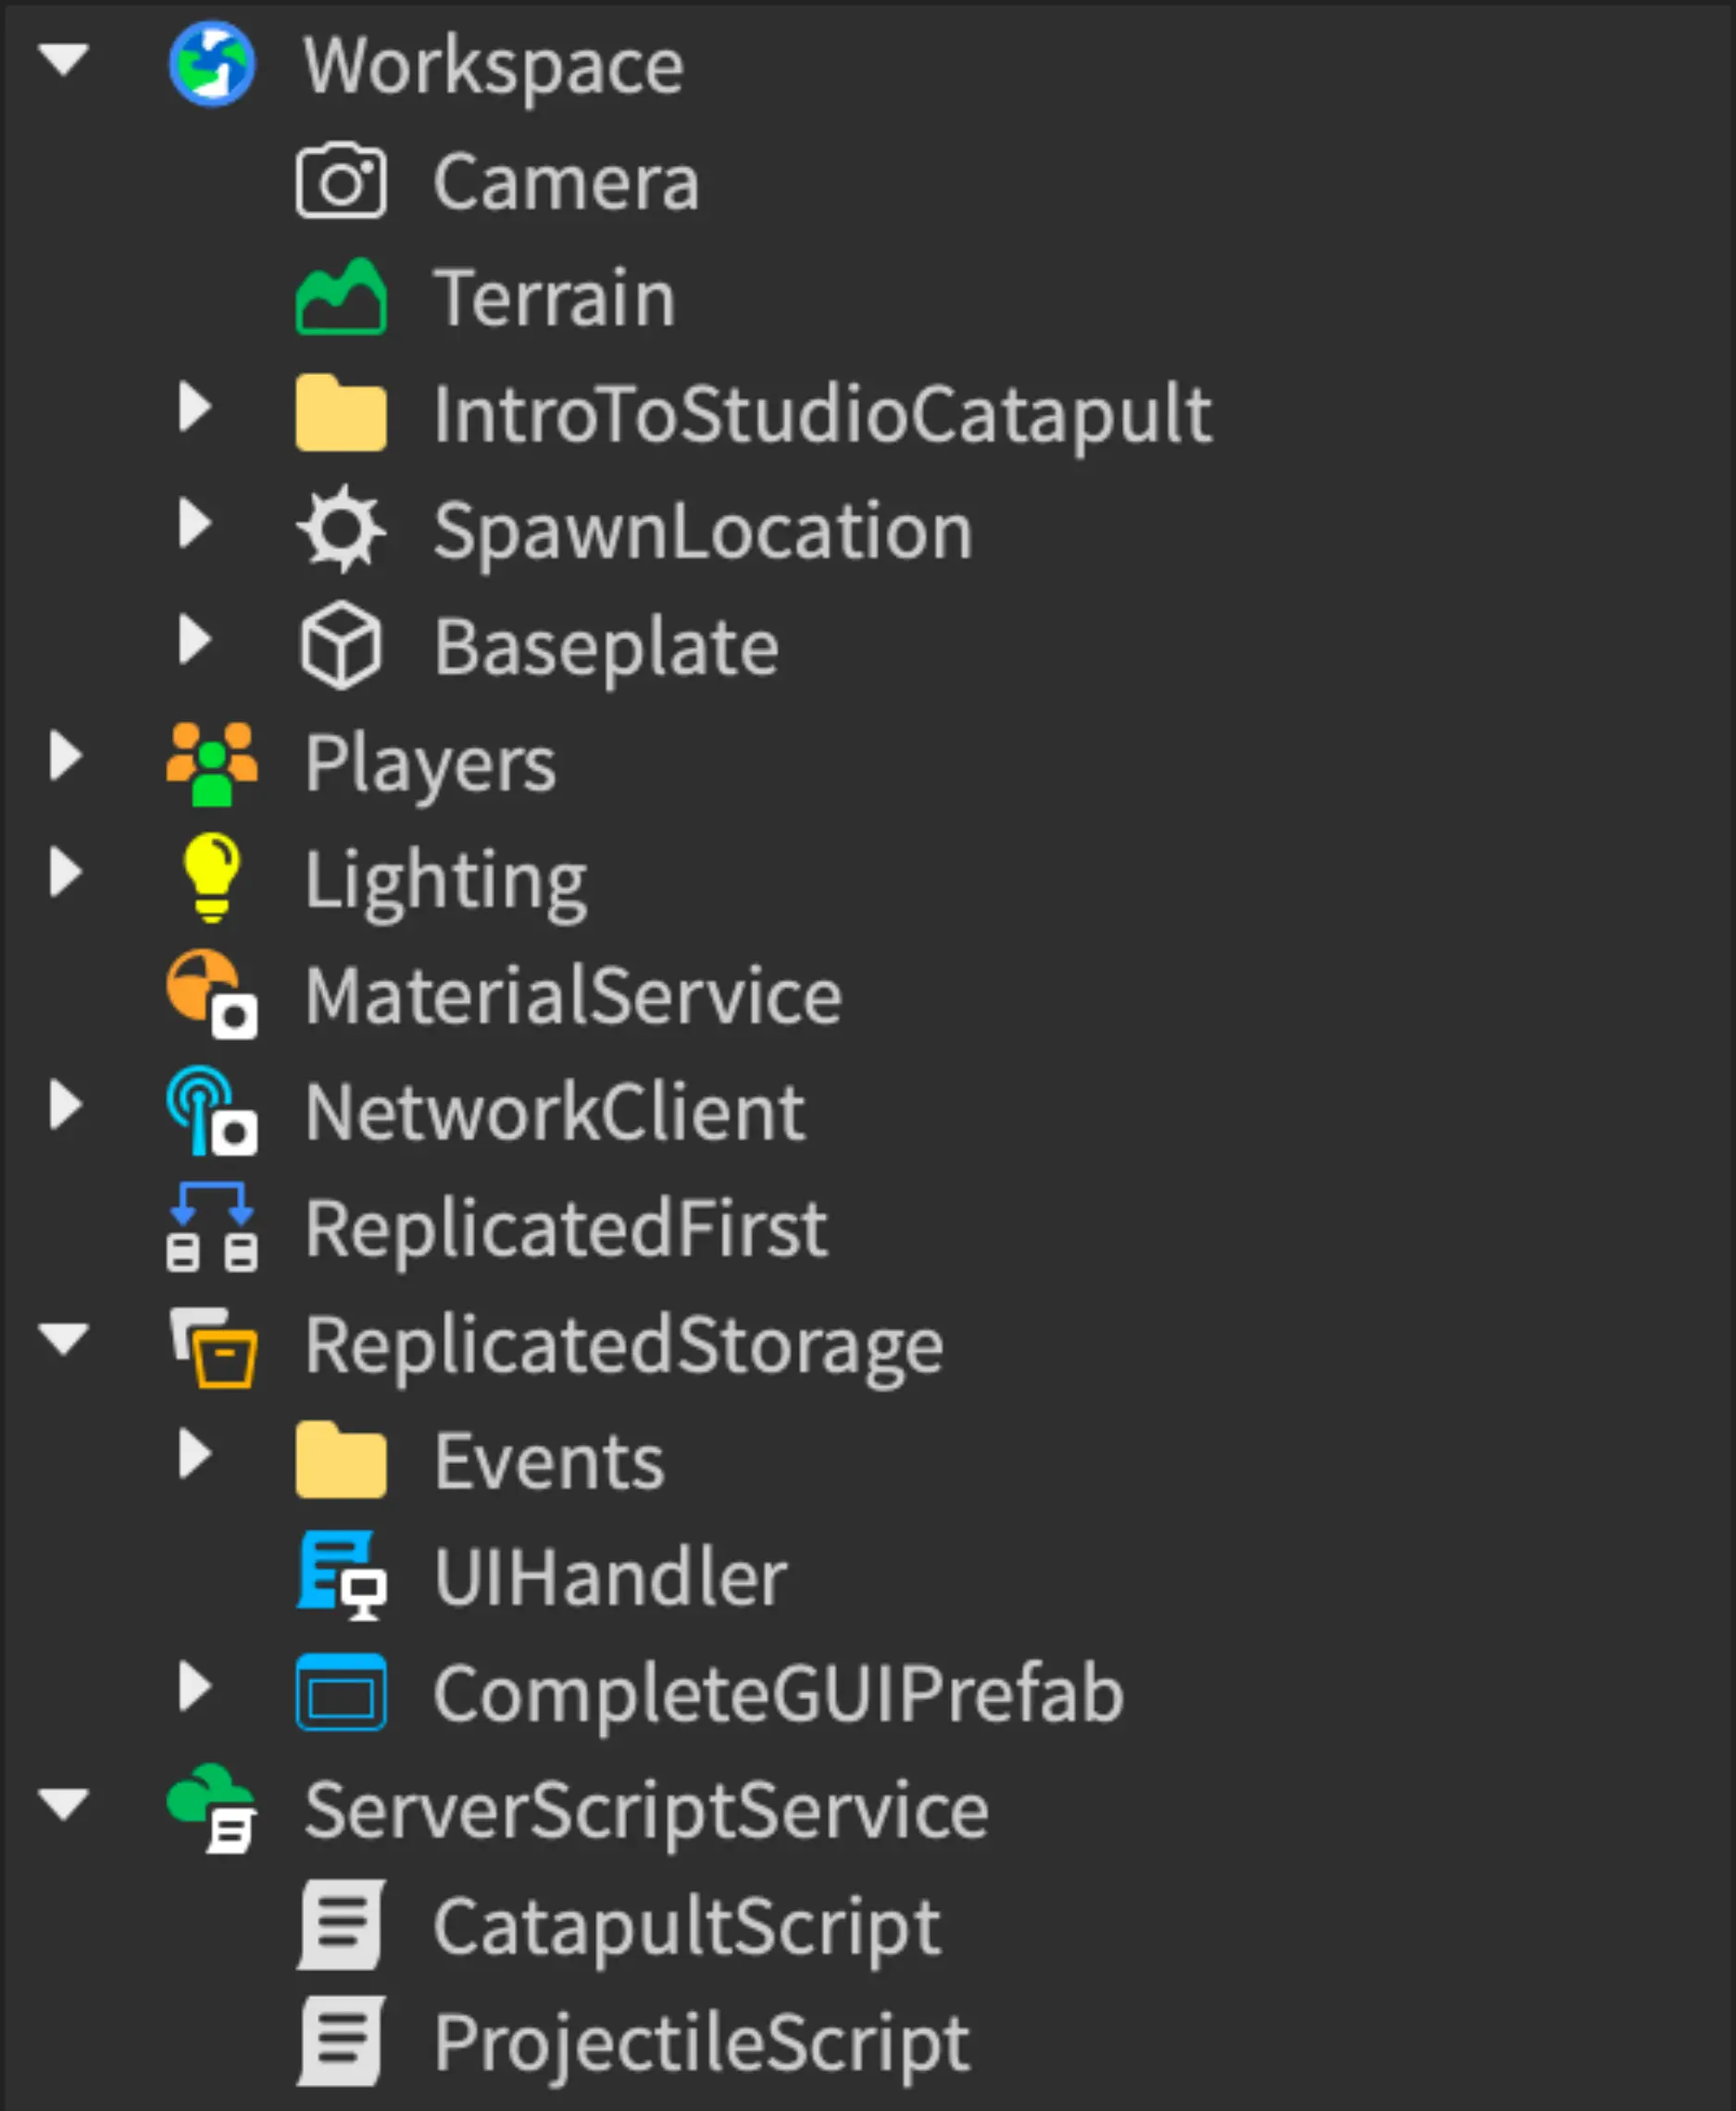 Workspace
Camera
Terrain
IntroToStudioCatapult
SpawnLocation
Baseplate
Players
Lighting
MaterialService
NetworkClient
ReplicatedFirst
ReplicatedStorage
Events
UIHandler
CompleteGUIPrefab
ServerScriptService
CatapultScript
ProjectileScript